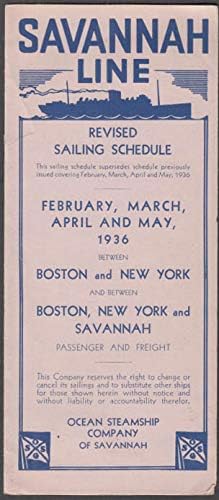 SAVANNAH
LINE
REVISED
SAILING SCHEDULE
This sailing schedule supersedes schedule previously
issued covering February, March, April and May, 1936
FEBRUARY, MARCH,
APRIL AND MAY,
1936
BETWEEN
BOSTON and NEW YORK
AND BETWEEN
BOSTON, NEW YORK and
SAVANNAH
PASSENGER AND FREIGHT
This Company reserves the right to change or
cancel its sailings and to substitute other ships
for those shown herein without notice and
without liability or accountability therefor.
OCEAN STEAMSHIP
COMPANY
OF SAVANNAH